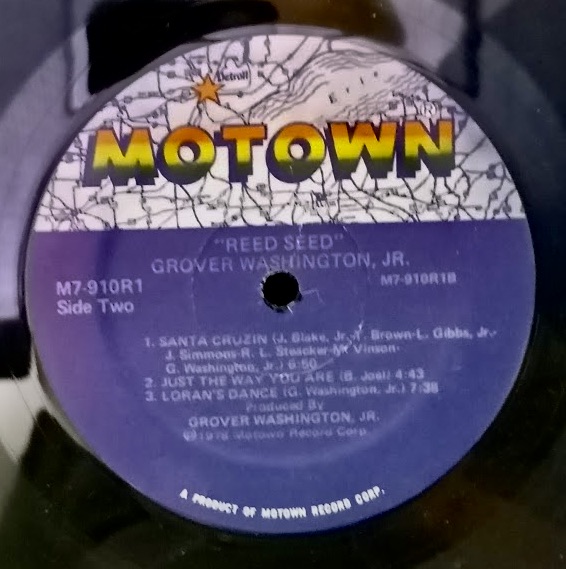 Detroit
ERIE
MOTOWN®
"REED SEED"
GROVER WASHINGTON, JR.
M7-910R1
M7-910R1B
Side Two
1. SANTA CRUZIN (J. Blake, Jr.-T. Brown-L. Gibbs, Jr.-
J. Simmons-R. L. Steacker-M. Vinson-
G. Washington, Jr.) 6:50
2. JUST THE WAY YOU ARE (B. Joel) 4:43
3. LORAN'S DANCE (G. Washington, Jr.) 7:38
Produced By
GROVER WASHINGTON, JR.
℗1978 Motown Record Corp.
A PRODUCT OF MOTOWN RECORD CORP.